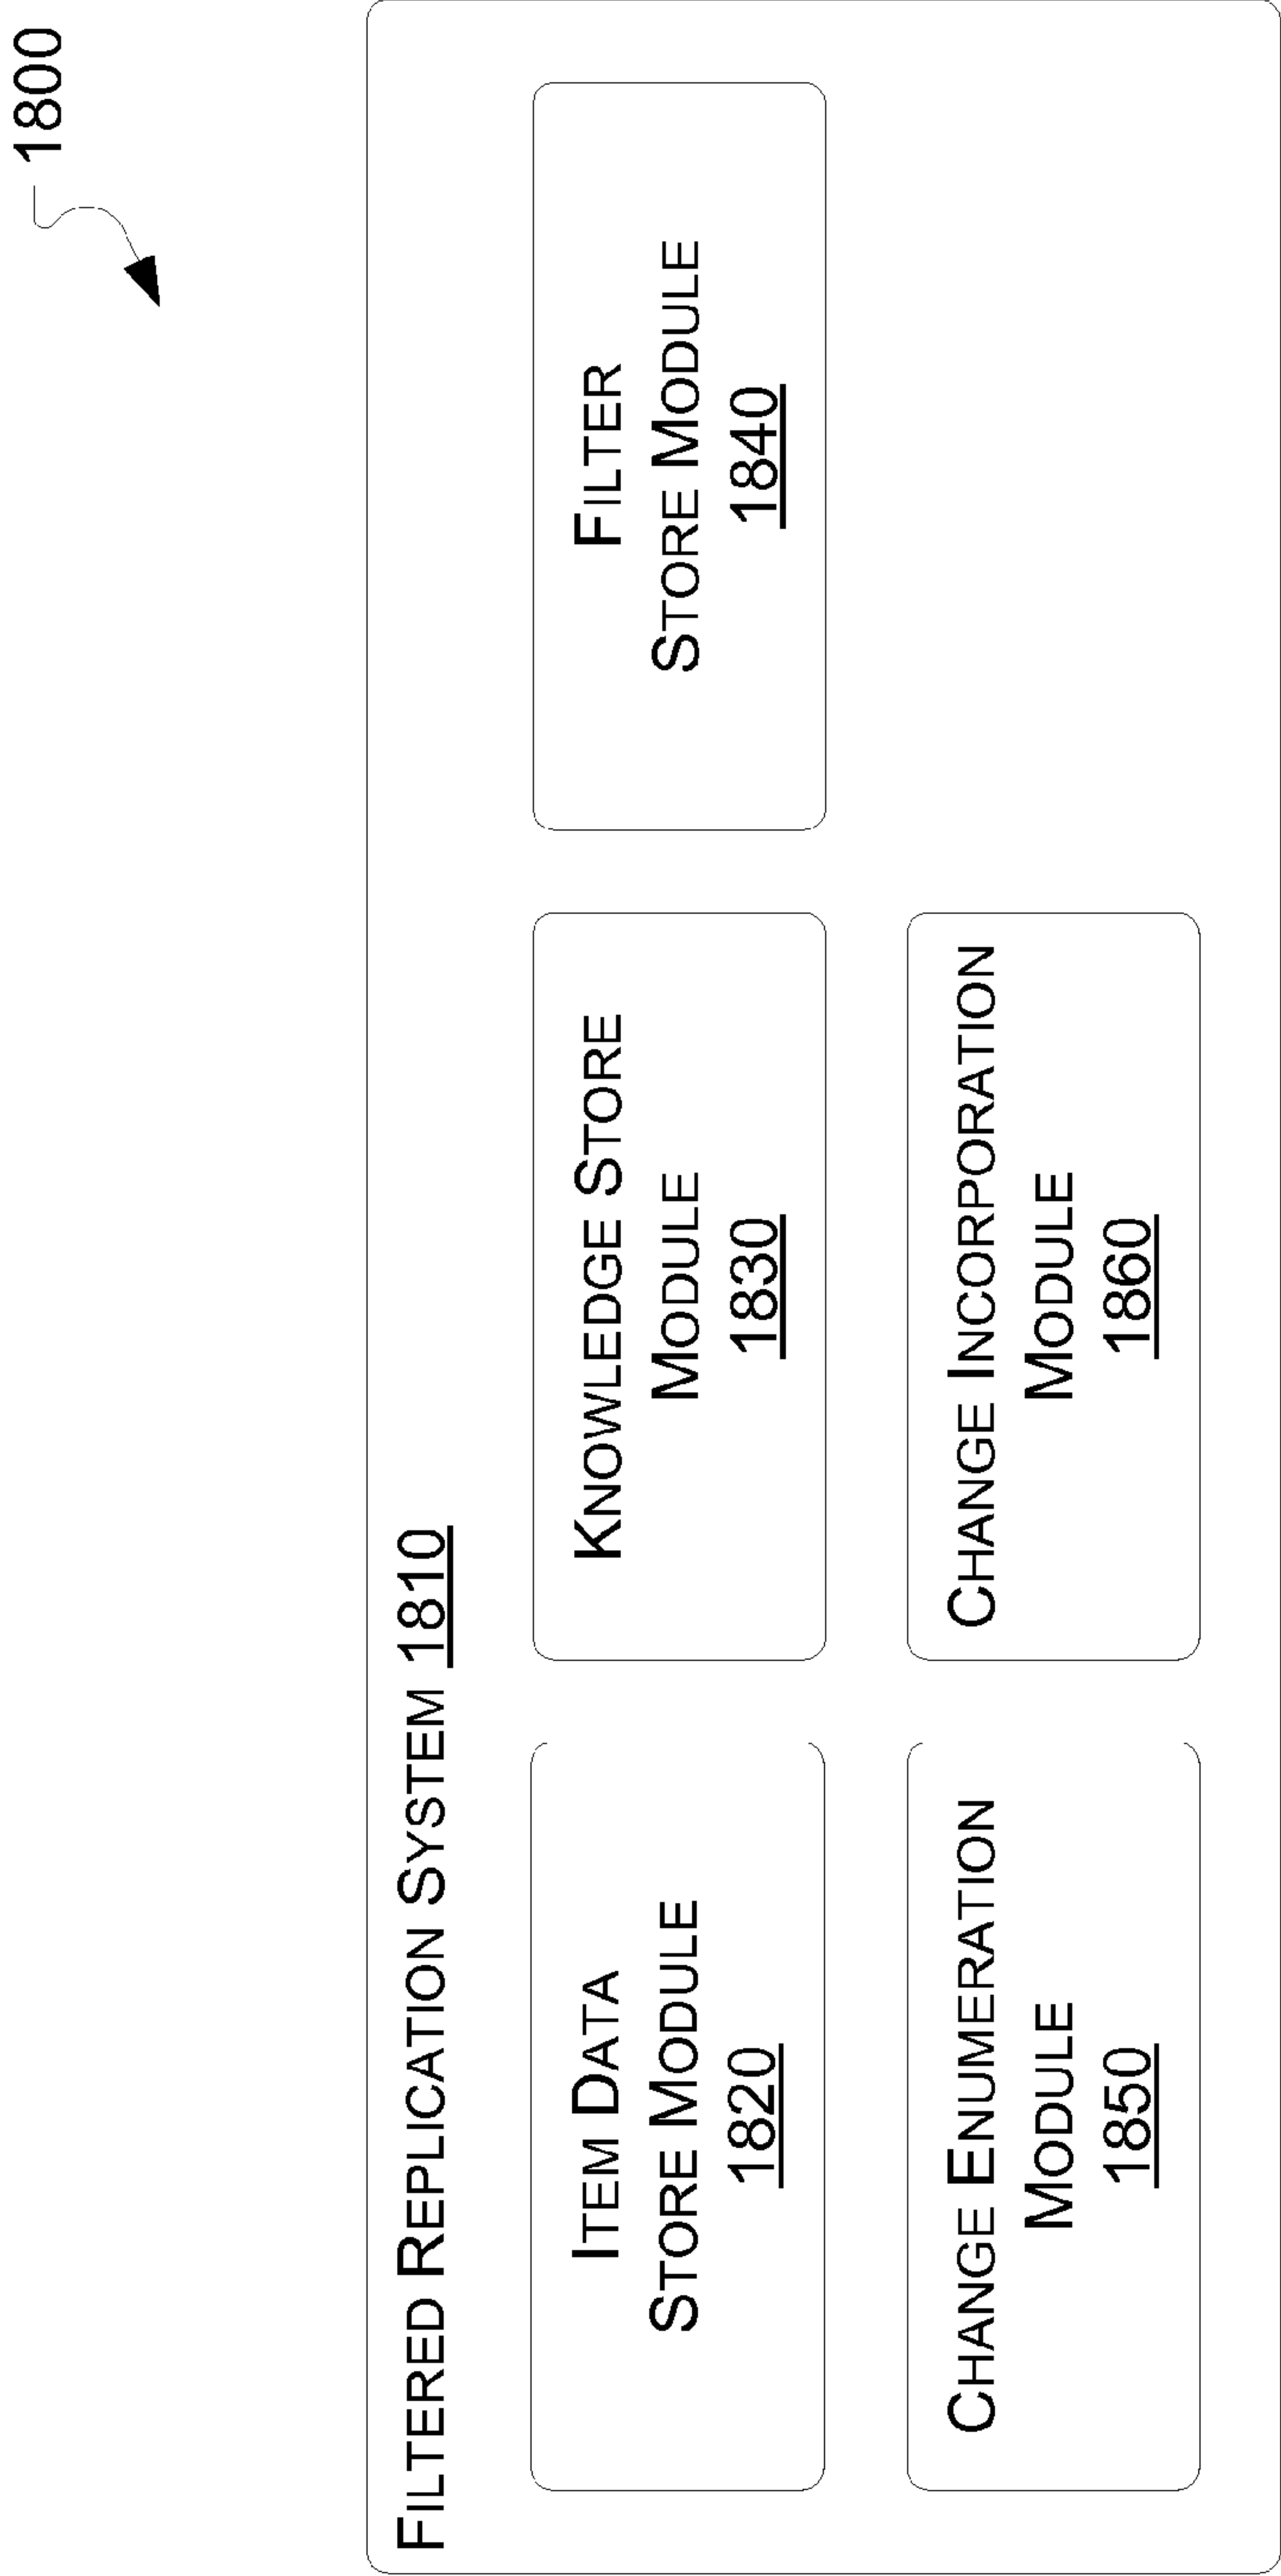 1800
FILTERED REPLICATION SYSTEM 1810
ITEM DATA
STORE MODULE
1820
KNOWLEDGE STORE
MODULE
1830
FILTER
STORE MODULE
1840
CHANGE ENUMERATION
MODULE
1850
CHANGE INCORPORATION
MODULE
1860